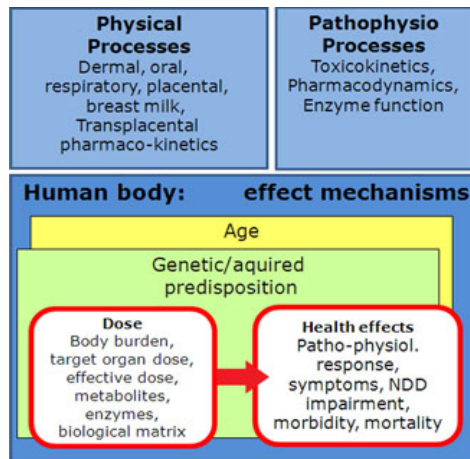 Physical
Processes
Dermal, oral,
respiratory, placental,
breast milk,
Transplacental
pharmaco-kinetics
Pathophysio
Processes
Toxicokinetics,
Pharmacodynamics,
Enzyme function
Human body: effect mechanisms
Age
Genetic/aquired
predisposition
Dose
Body burden,
target organ dose,
effective dose,
metabolites,
enzymes,
biological matrix
Health effects
Patho-physiol.
response,
symptoms, NDD
impairment,
morbidity, mortality